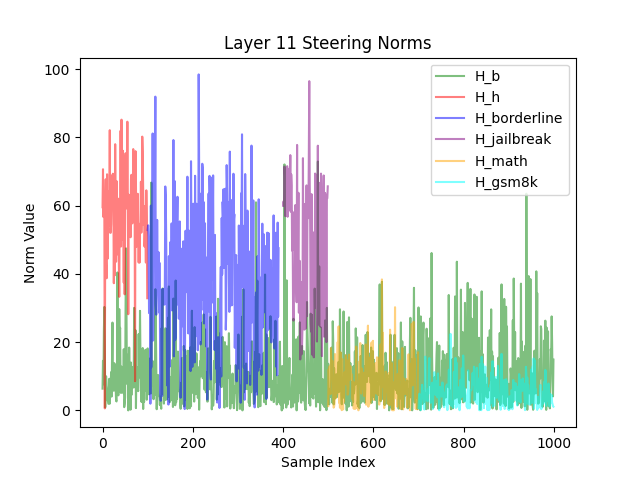 Layer 11 Steering Norms
100
80
60
40
20
0
Norm Value
H_b
H_h
H_borderline
H_jailbreak
H_math
H_gsm8k
0
200
400
600
800
1000
Sample Index